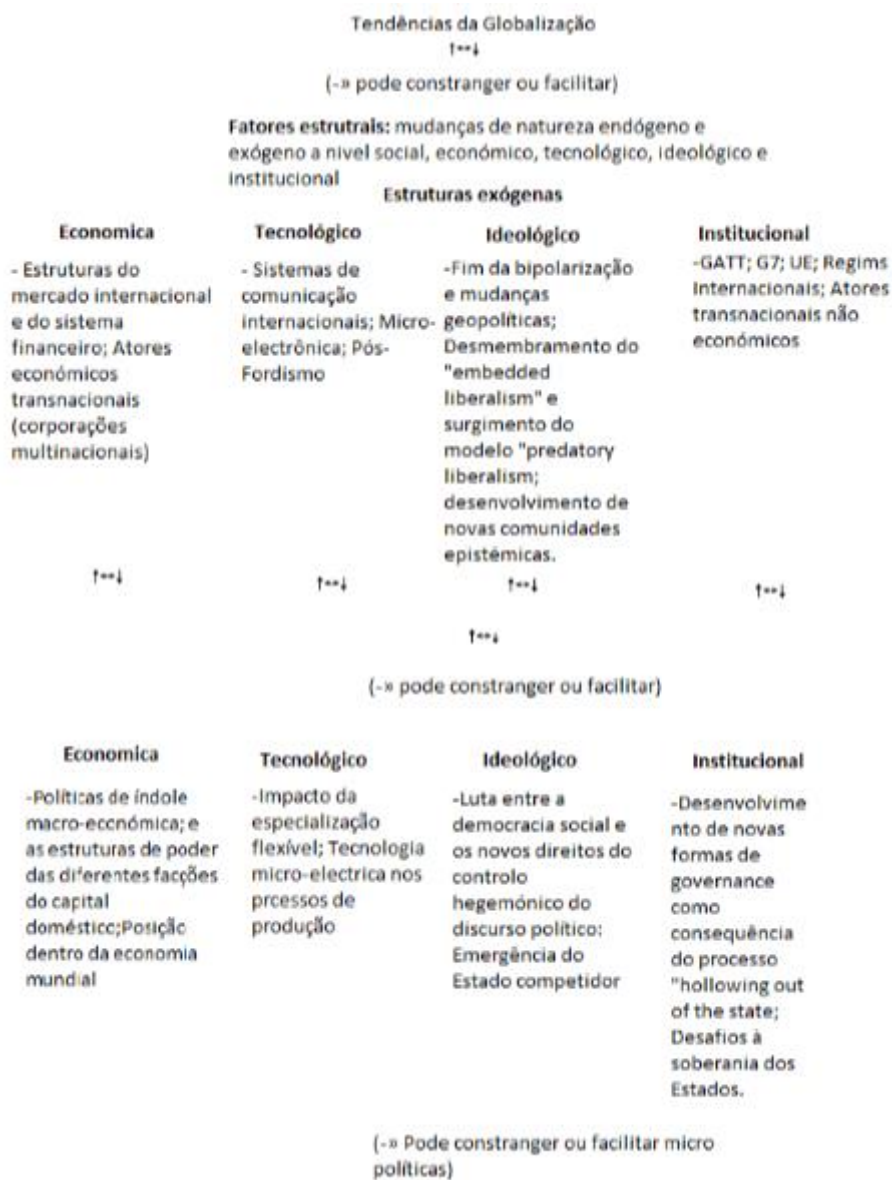 Tendências da Globalização
↑↔↓
(-» pode constranger ou facilitar)
Fatores estrutrais: mudanças de natureza endógeno e
exógeno a nivel social, económico, tecnológico, ideológico e
institucional
Estruturas exógenas
Economica
- Estruturas do
mercado internacional
e do sistema
financeiro; Atores
económicos
transnacionais
(corporações
multinacionais)
Tecnológico
- Sistemas de
comunicação
internacionais; Micro-
electrônica; Pós-
Fordismo
Ideológico
-Fim da bipolarização
e mudanças
geopolíticas;
Desmembramento do
"embedded
liberalism" e
surgimento do
modelo "predatory
liberalism;
desenvolvimento de
novas comunidades
epistémicas.
Institucional
-GATT; G7; UE; Regims
Internacionais; Atores
transnacionais não
económicos
↑↔↓
↑↔↓
↑↔↓
↑↔↓
↑↔↓
(-» pode constranger ou facilitar)
Economica
-Políticas de índole
macro-económica; e
as estruturas de poder
das diferentes facções
do capital
doméstico;Posição
dentro da economia
mundial
Tecnológico
-Impacto da
especialização
flexível; Tecnologia
micro-electrica nos
prcessos de
produção
Ideológico
-Luta entre a
democracia social e
os novos direitos do
controlo
hegemónico do
discurso político:
Emergência do
Estado competidor
Institucional
-Desenvolvime
nto de novas
formas de
governance
como
consequência
do processo
"hollowing out
of the state;
Desafios à
soberania dos
Estados.
(-» Pode constranger ou facilitar micro
políticas)